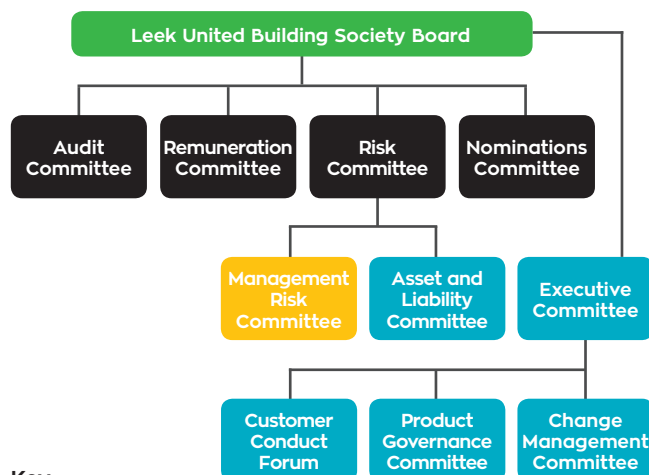 Leek United Building Society Board
Audit
Committee
Remuneration
Committee
Risk
Committee
Nominations
Committee
Management
Risk
Committee
Asset and
Liability
Committee
Executive
Committee
Customer
Conduct
Forum
Product
Governance
Committee
Change
Management
Committee